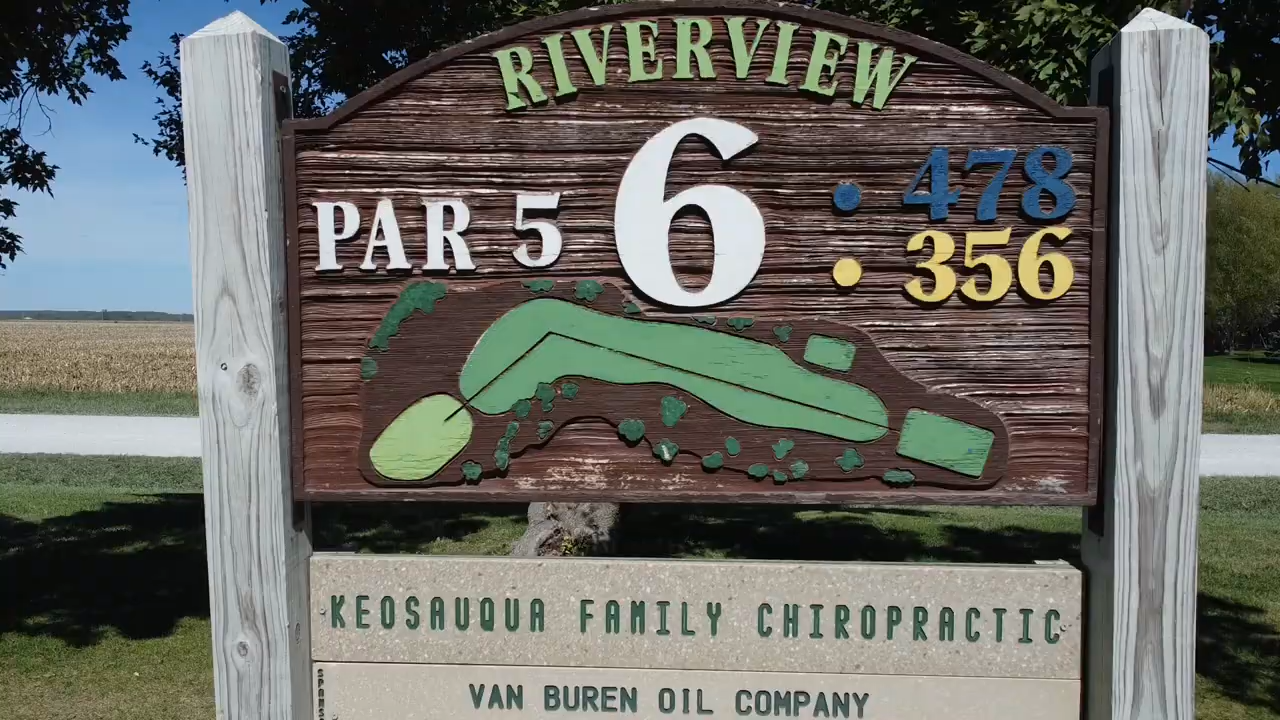 RIVERVIEW
PAR 5
6
478
356
KEOSAUQUA FAMILY CHIROPRACTIC
VAN BUREN OIL COMPANY